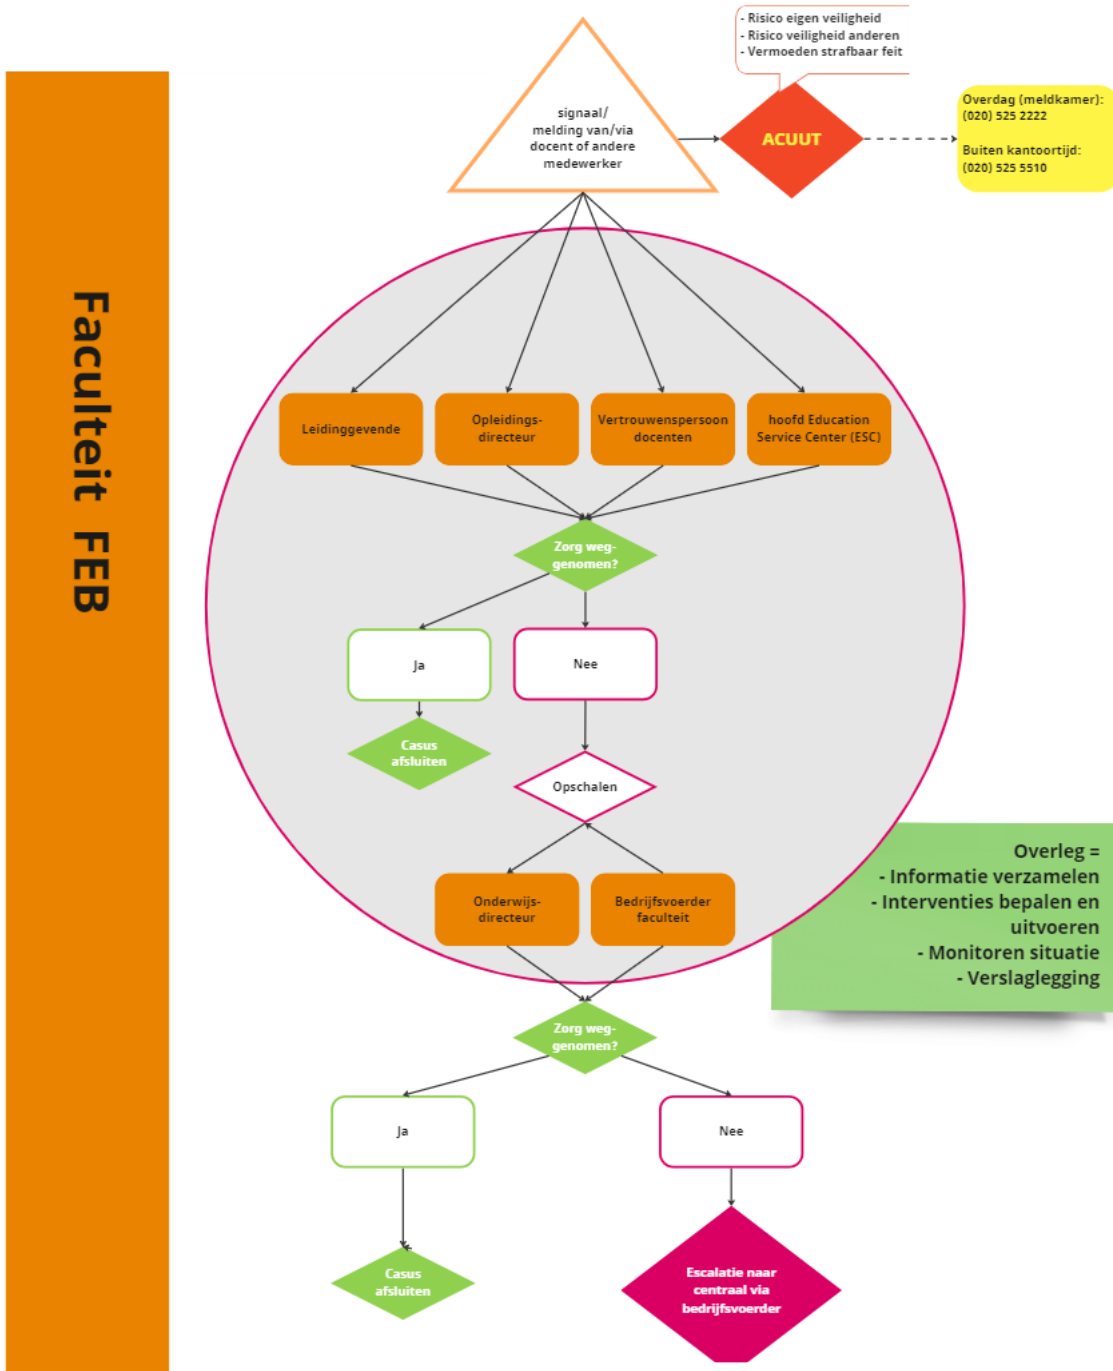 Faculteit FEB
- Risico eigen veiligheid
- Risico veiligheid anderen
- Vermoeden strafbaar feit
signaal/
melding van/via
docent of andere
medewerker
ACUUT
Overdag (meldkamer):
(020) 525 2222
Buiten kantoortijd:
(020) 525 5510
Leidinggevende
Opleidings-
directeur
Vertrouwenspersoon
docenten
hoofd Education
Service Center (ESC)
Zorg weg-
genomen?
Ja
Nee
Casus
afsluiten
Opschalen
Onderwijs-
directeur
Bedrijfsvoerder
faculteit
Overleg =
- Informatie verzamelen
- Interventies bepalen en
uitvoeren
- Monitoren situatie
- Verslaglegging
Zorg weg-
genomen?
Ja
Nee
Casus
afsluiten
Escalatie naar
centraal via
bedrijfsvoerder